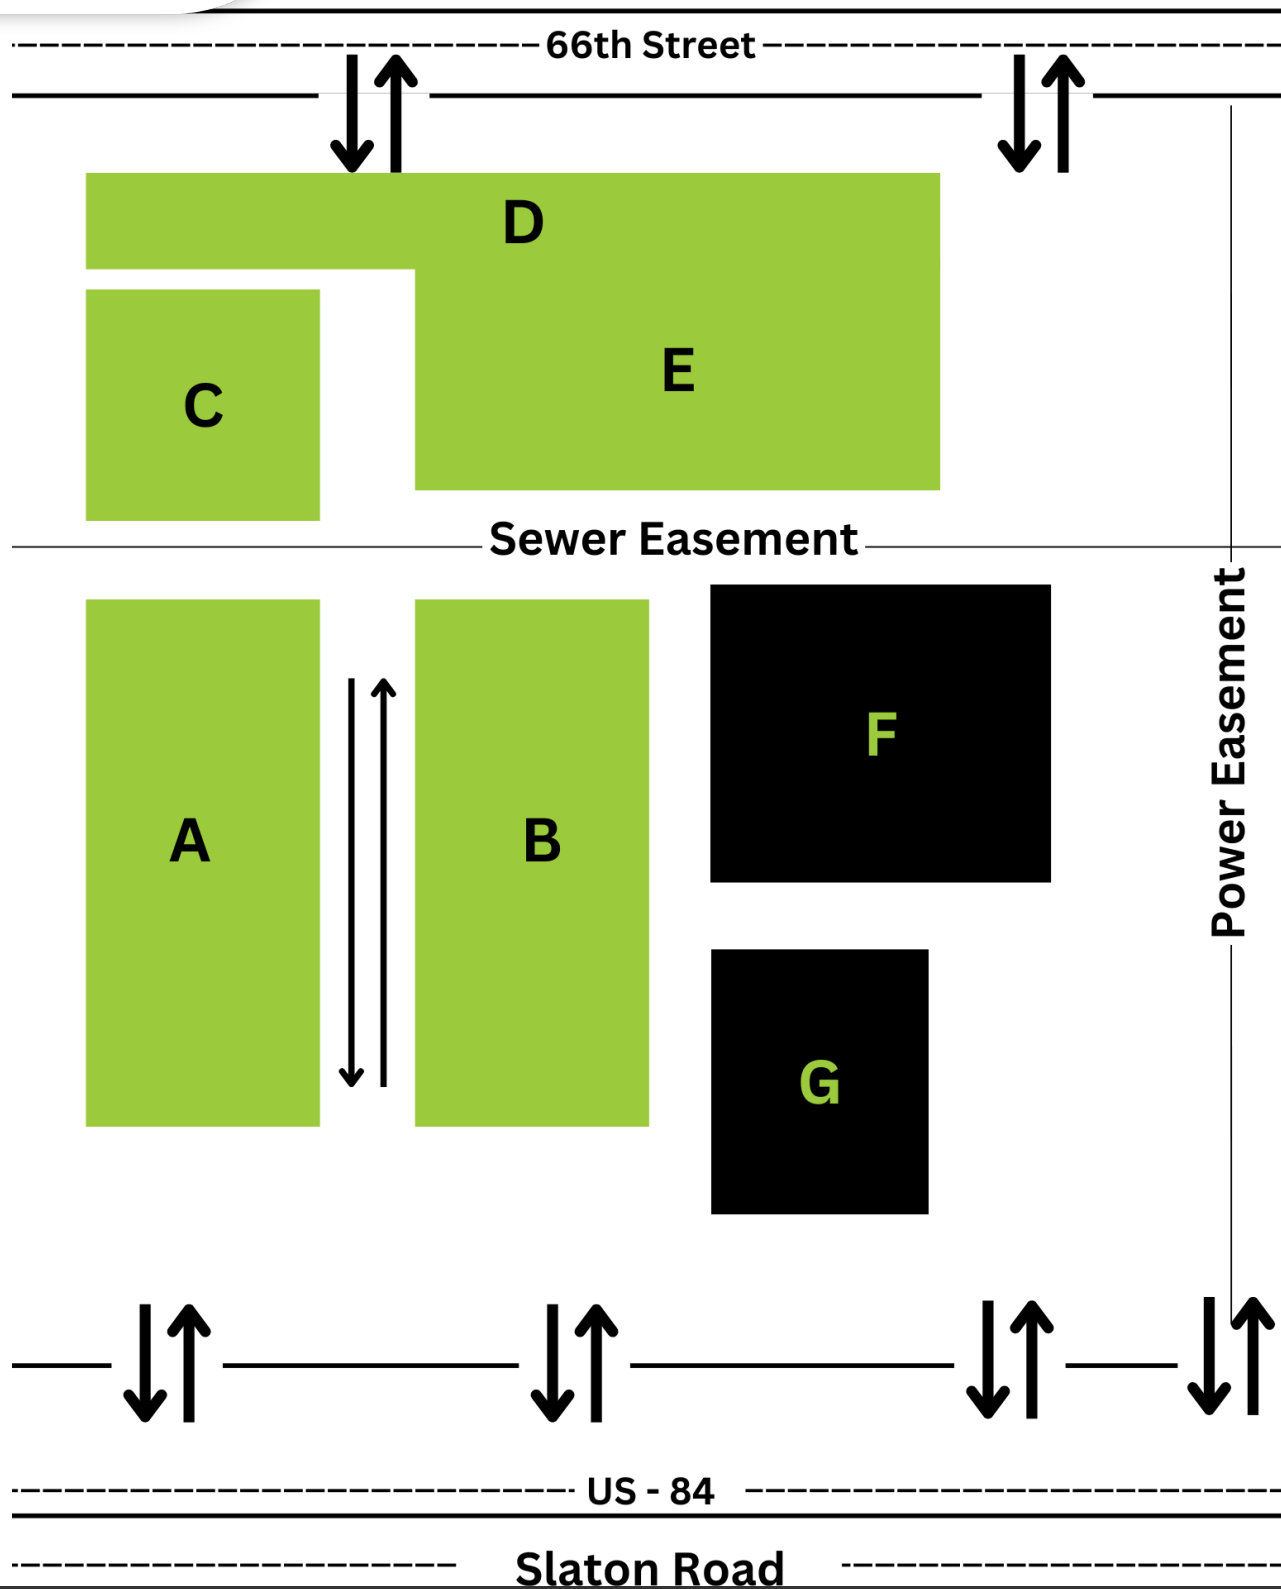 66th Street
D
E
C
Sewer Easement
Power Easement
F
A
B
G
US - 84
Slaton Road